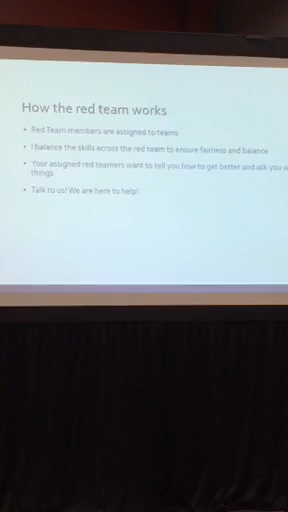 How the red team works
• Red Team members are assigned to teams
• I balance the skills across the red team to ensure fairness and balance
• Your assigned red teamers want to tell you how to get better and ask you
things
• Talk to us! We are here to help!